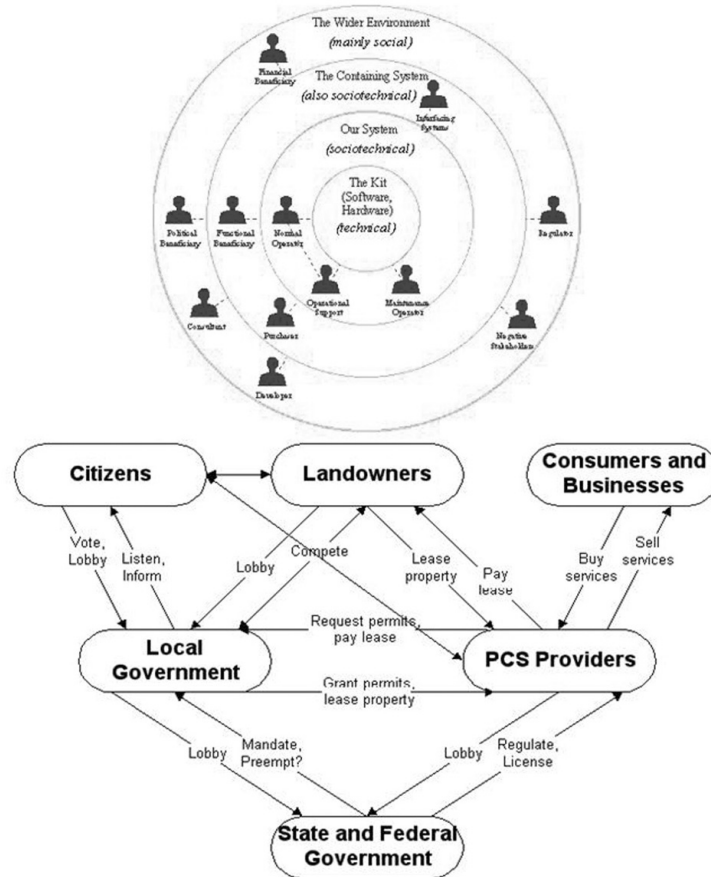 The Wider Environment
(mainly social)
Financial
Beneficiary
The Containing System
(also sociotechnical)
Interfacing
Systems
Our System
(sociotechnical)
The Kit
(Software,
Hardware)
(technical)
Political
Beneficiary
Functional
Beneficiary
Normal
Operator
Regulator
Operational
Support
Maintenance
Operator
Consultant
Purchaser
Negative
Stakeholders
Developer
Citizens
Landowners
Consumers and
Businesses
Vote,
Lobby
Listen,
Inform
Lobby
Compete
Lease
property
Pay
lease
Buy
services
Sell
services
Request permits,
pay lease
Local
Government
PCS Providers
Grant permits,
lease property
Lobby
Mandate,
Preempt?
Lobby
Regulate,
License
State and Federal
Government